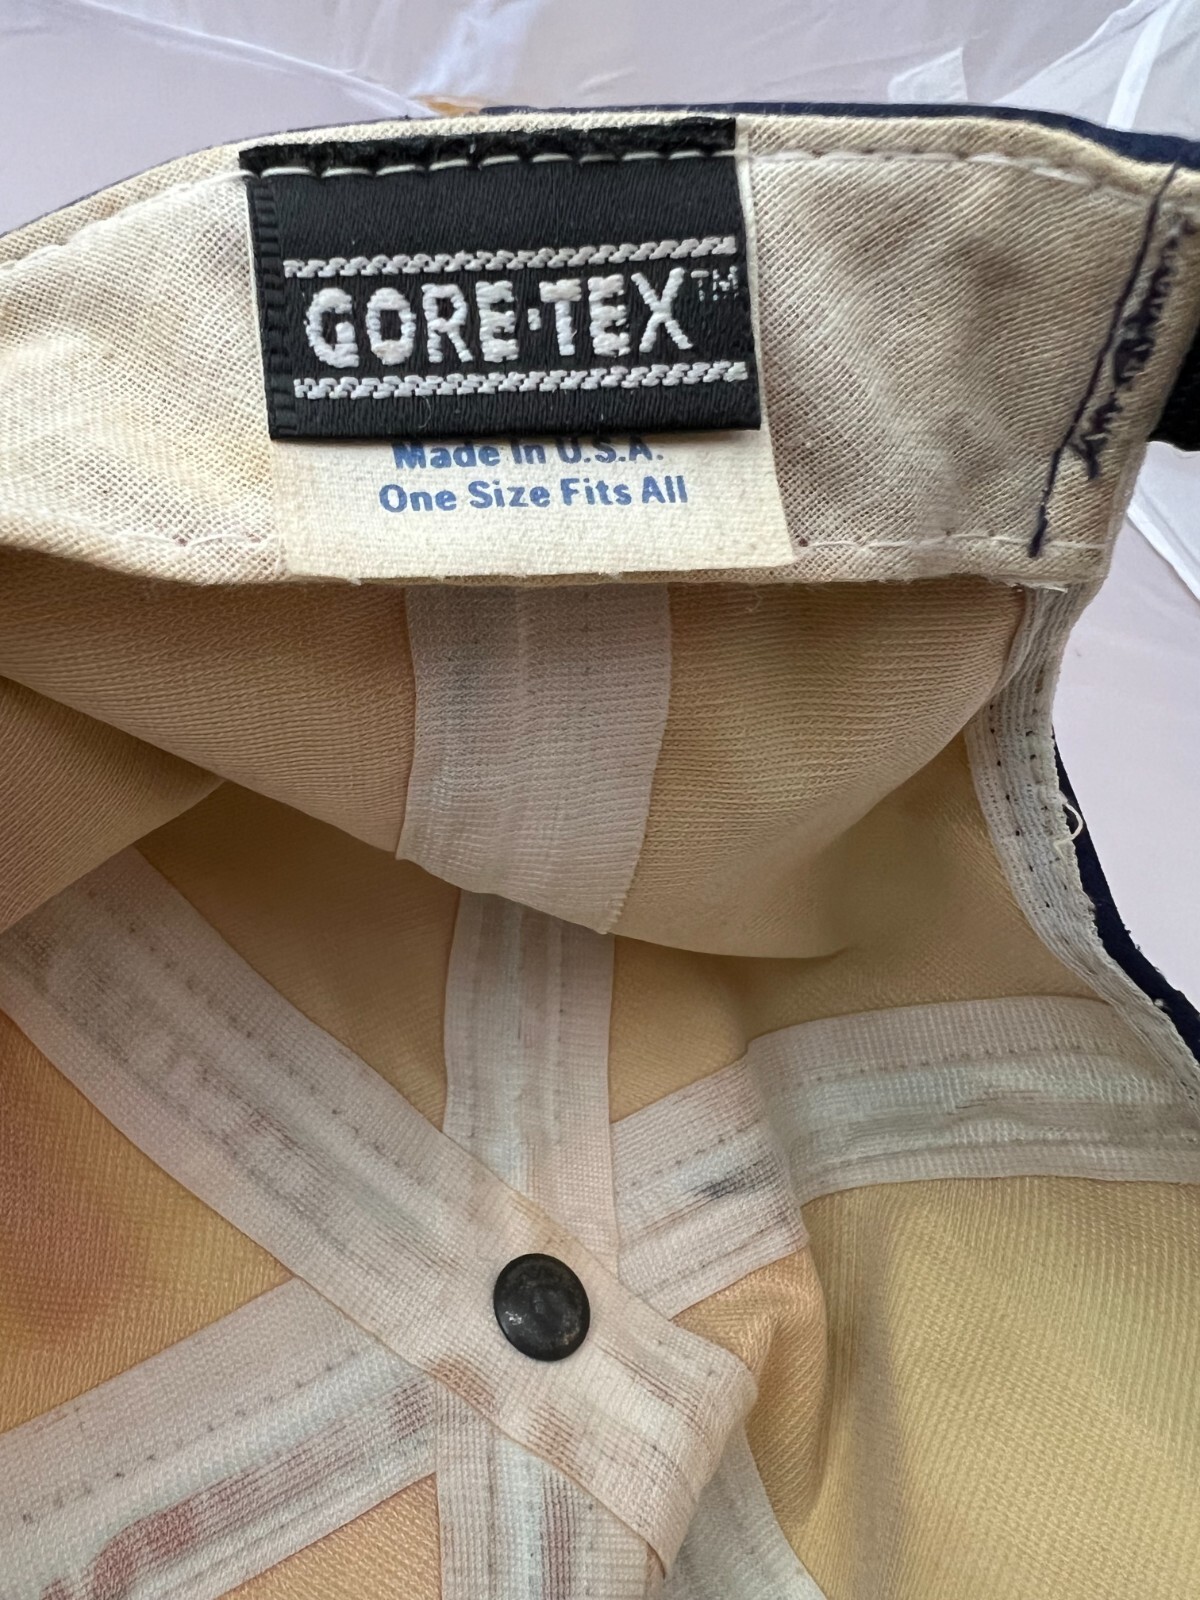 GORE-TEX™
Made in U.S.A.
One Size Fits All